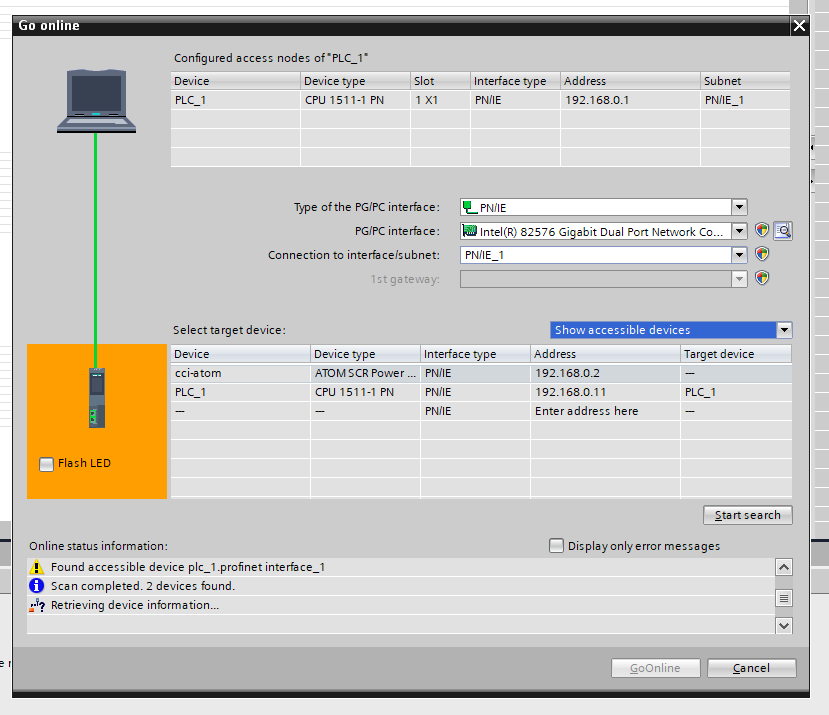 Go online
Configured access nodes of "PLC_1"
Device Device type Slot Interface type Address Subnet
PLC_1 CPU 1511-1 PN 1 X1 PN/IE 192.168.0.1 PN/IE_1
Type of the PG/PC interface: PN/IE
PG/PC interface: Intel(R) 82576 Gigabit Dual Port Network Co...
Connection to interface/subnet: PN/IE_1
1st gateway:
Select target device: Show accessible devices
Device Device type Interface type Address Target device
cci-atom ATOM SCR Power ... PN/IE 192.168.0.2 —
PLC_1 CPU 1511-1 PN PN/IE 192.168.0.11 PLC_1
— — PN/IE Enter address here —
Flash LED
Start search
Online status information: Display only error messages
Found accessible device plc_1.profinet interface_1
Scan completed. 2 devices found.
Retrieving device information...
GoOnline Cancel